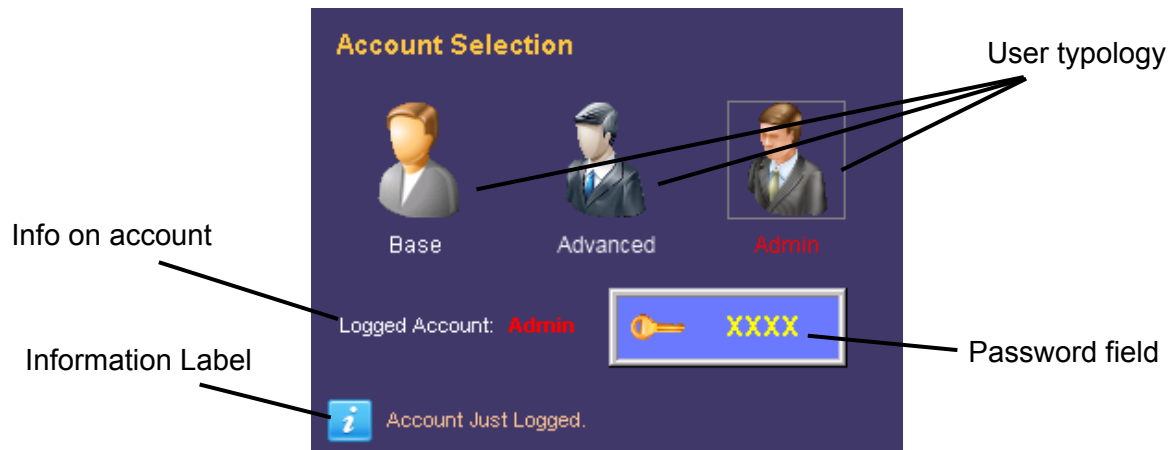 Account Selection
User typology
Base Advanced Admin
Info on account
Logged Account: Admin XXXX
Information Label
Password field
i Account Just Logged.